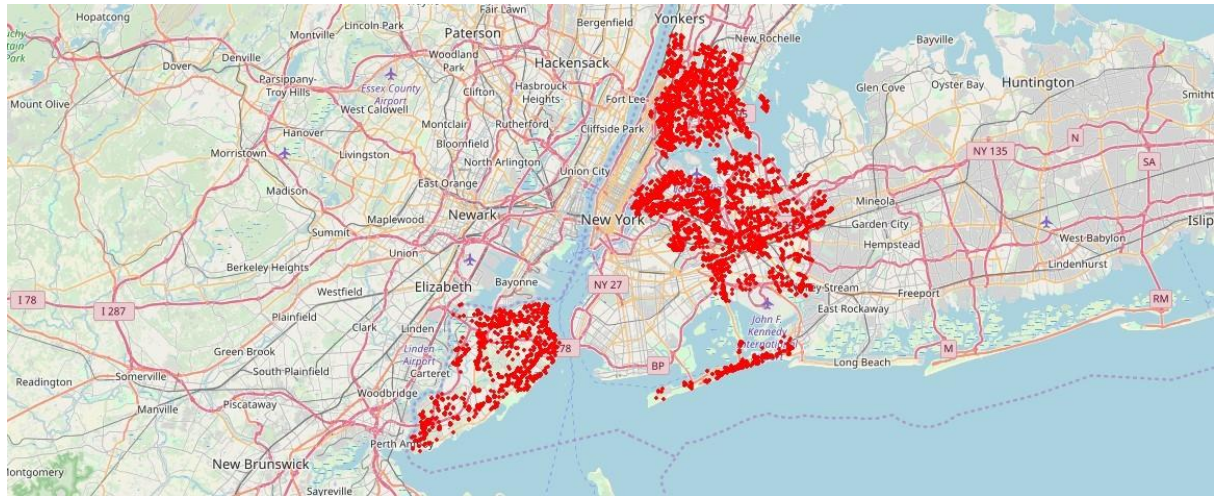 Hopatcong
Lincoln Park
Fair Lawn
Bergenfield
Yonkers
Montville
Paterson
New Rochelle
Bayville
Denville
Woodland
Park
Hackensack
Dover
Parsippany-
Troy Hills
Essex County
Airport
Clifton
Hasbrouck
Heights
Fort Lee
Glen Cove
Oyster Bay
Huntington
Smith
Mount Olive
West Caldwell
Hanover
Montclair
Rutherford
Cliffside Park
Bloomfield
NY 135
N
Morristown
Livingston
North Arlington
Union City
SA
Madison
East Orange
Mineola
Maplewood
Newark
New York
Garden City
Summit
Union
Hempstead
West Babylon
Islip
Berkeley Heights
Lindenhurst
Elizabeth
Bayonne
NY 27
ey Stream
Freeport
I 78
I 287
Westfield
East Rockaway
RM
Plainfield
Clark
Linden
John F.
Kennedy
International
Green Brook
Linden
Airport
78
M
South Plainfield
Carteret
BP
Long Beach
Readington
Somerville
Woodbridge
Manville
Piscataway
Perth Amboy
New Brunswick
Montgomery
Sayreville